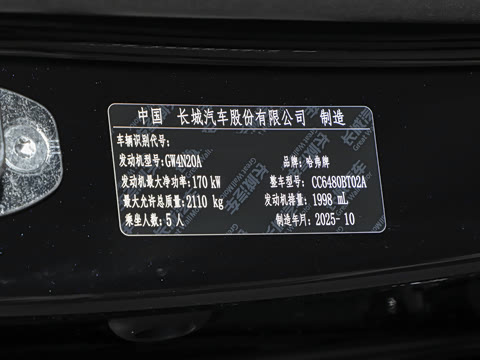 中国 长城汽车股份有限公司 制造
车辆识别代号:
发动机型号:GW4N20A 品牌:哈弗牌
发动机最大净功率:170 kW 整车型号:CC6480BT02A
最大允许总质量:2110 kg 发动机排量:1998 mL
乘坐人数:5 人 制造年月:2025-10